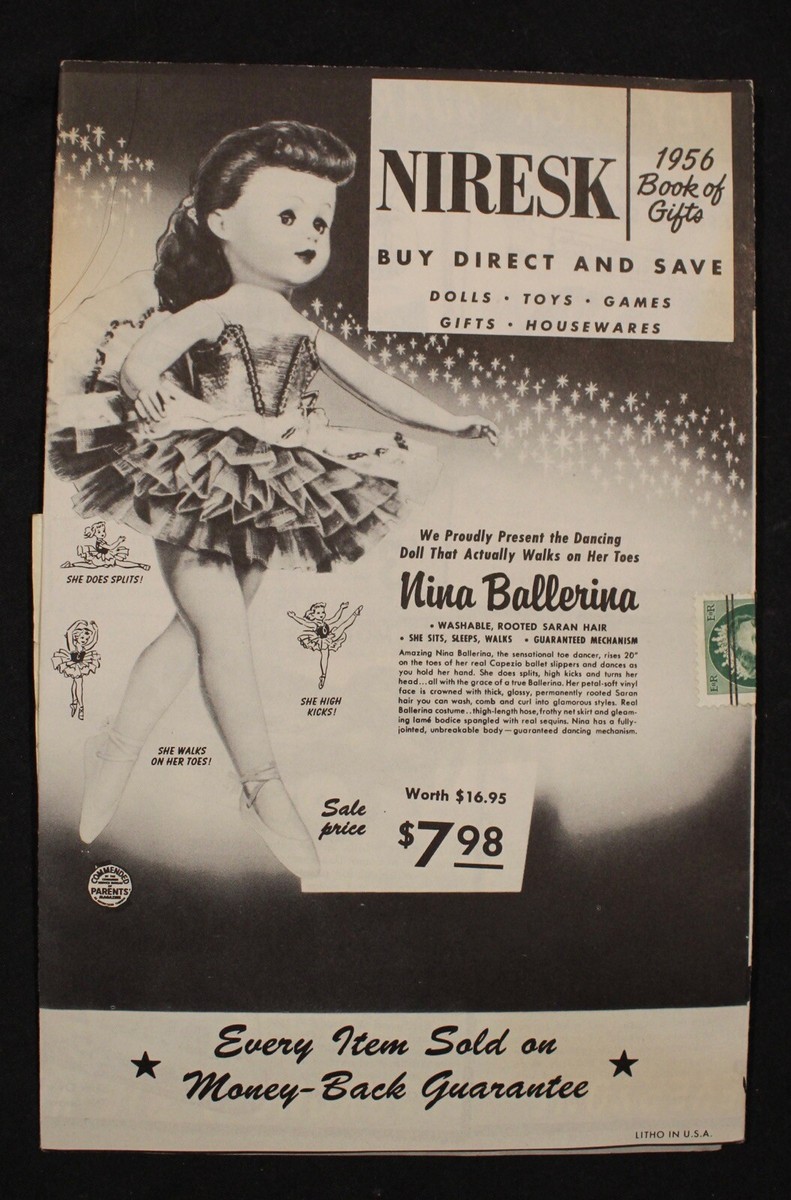 NIRESK
1956
Book of
Gifts
BUY DIRECT AND SAVE
DOLLS · TOYS · GAMES
GIFTS · HOUSEWARES
We Proudly Present the Dancing
Doll That Actually Walks on Her Toes
Nina Ballerina
• WASHABLE, ROOTED SARAN HAIR
• SHE SITS, SLEEPS, WALKS • GUARANTEED MECHANISM
Amazing Nina Ballerina, the sensational toe dancer, rises 20"
on the toes of her real Capezio ballet slippers and dances as
you hold her hand. She does splits, high kicks and turns her
head...all with the grace of a true Ballerina. Her petal-soft vinyl
face is crowned with thick, glossy, permanently rooted Saran
hair you can wash, comb and curl into glamorous styles. Real
Ballerina costume..thigh-length hose, frothy net skirt and gleam-
ing lamé bodice spangled with real sequins. Nina has a fully-
jointed, unbreakable body—guaranteed dancing mechanism.
SHE DOES SPLITS!
SHE HIGH
KICKS!
SHE WALKS
ON HER TOES!
Sale
price
Worth $16.95
$7.98
COMMENDED
PARENTS'
MAGAZINE
E R
E R
Every Item Sold on
★ Money-Back Guarantee ★
LITHO IN U.S.A.